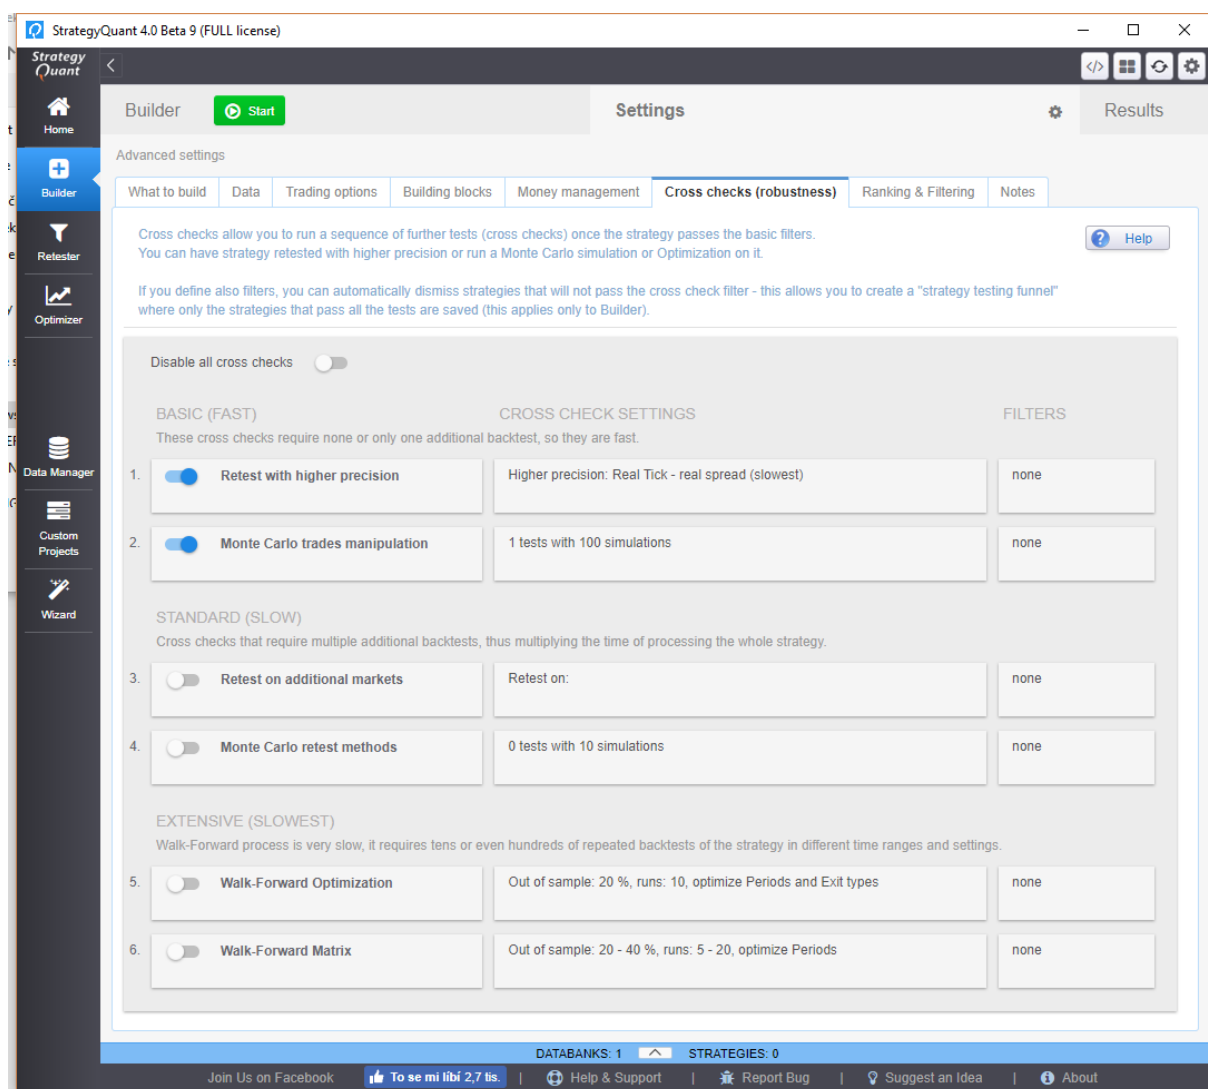 StrategyQuant 4.0 Beta 9 (FULL license)
Strategy
Quant
Home
Builder
Retester
Optimizer
Data Manager
Custom
Projects
Wizard
Builder
Start
Settings
Results
Advanced settings
What to build
Data
Trading options
Building blocks
Money management
Cross checks (robustness)
Ranking & Filtering
Notes
Cross checks allow you to run a sequence of further tests (cross checks) once the strategy passes the basic filters.
You can have strategy retested with higher precision or run a Monte Carlo simulation or Optimization on it.
Help
If you define also filters, you can automatically dismiss strategies that will not pass the cross check filter - this allows you to create a "strategy testing funnel"
where only the strategies that pass all the tests are saved (this applies only to Builder).
Disable all cross checks
BASIC (FAST)
CROSS CHECK SETTINGS
FILTERS
These cross checks require none or only one additional backtest, so they are fast.
1. Retest with higher precision
Higher precision: Real Tick - real spread (slowest)
none
2. Monte Carlo trades manipulation
1 tests with 100 simulations
none
STANDARD (SLOW)
Cross checks that require multiple additional backtests, thus multiplying the time of processing the whole strategy.
3. Retest on additional markets
Retest on:
none
4. Monte Carlo retest methods
0 tests with 10 simulations
none
EXTENSIVE (SLOWEST)
Walk-Forward process is very slow, it requires tens or even hundreds of repeated backtests of the strategy in different time ranges and settings.
5. Walk-Forward Optimization
Out of sample: 20 %, runs: 10, optimize Periods and Exit types
none
6. Walk-Forward Matrix
Out of sample: 20 - 40 %, runs: 5 - 20, optimize Periods
none
DATABANKS: 1
STRATEGIES: 0
Join Us on Facebook
To se mi líbí 2,7 tis.
Help & Support
Report Bug
Suggest an Idea
About